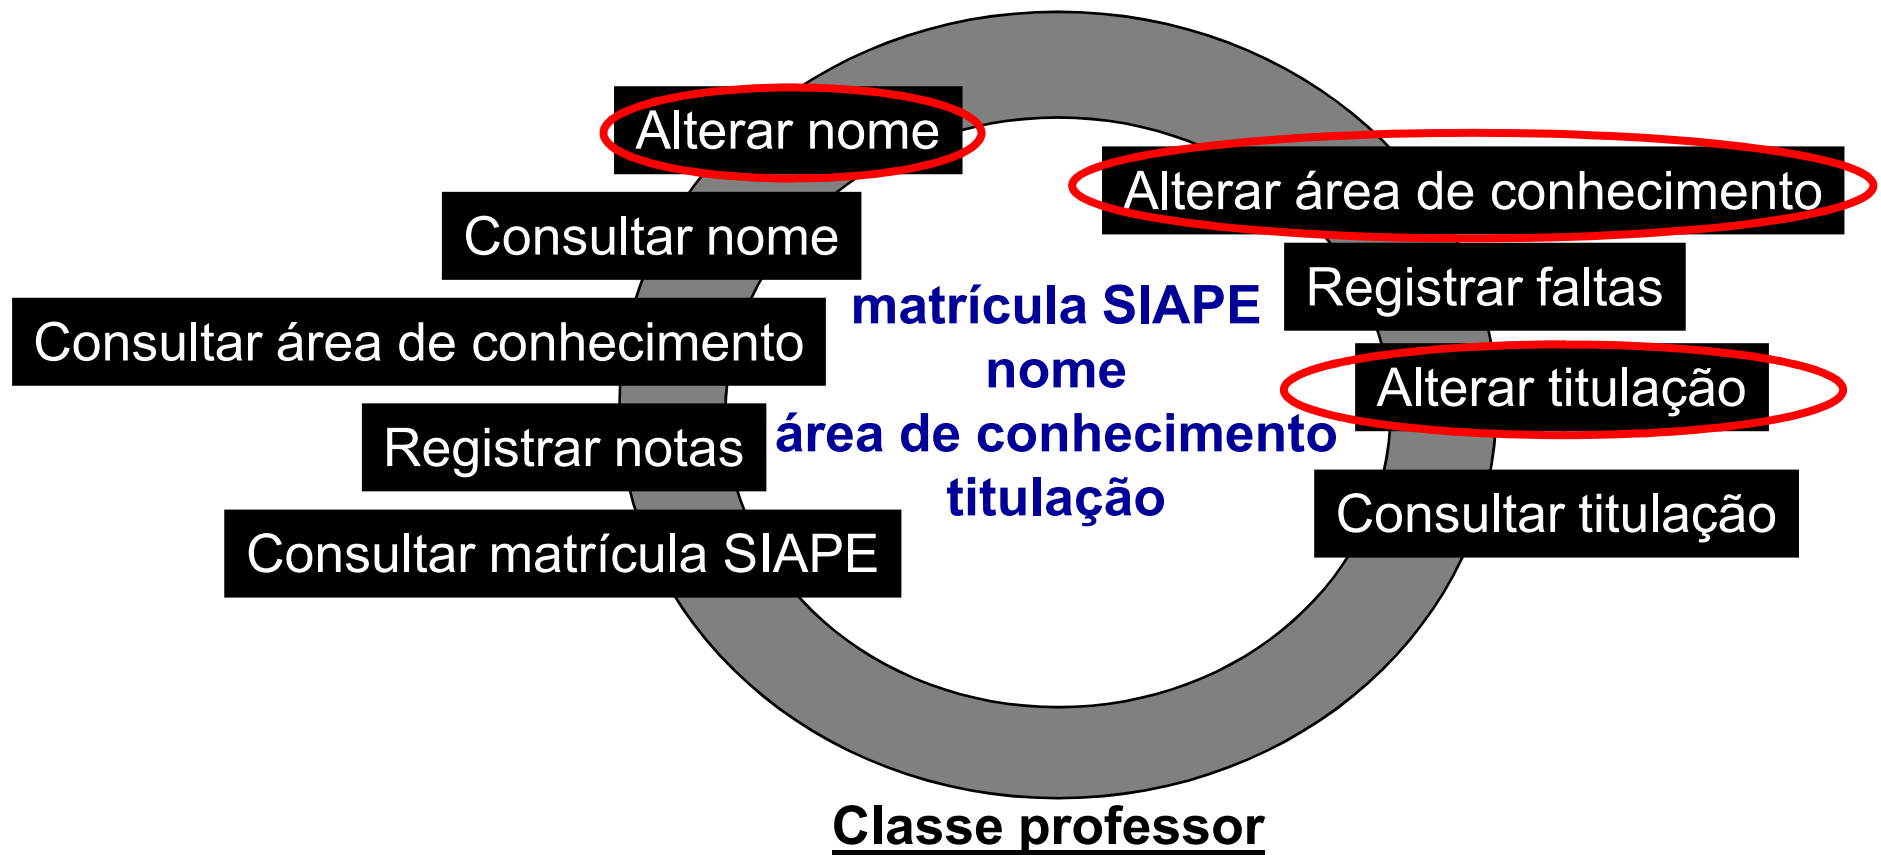 Alterar nome
Alterar área de conhecimento
Consultar nome
Registrar faltas
Consultar área de conhecimento
matrícula SIAPE
nome
área de conhecimento
titulação
Alterar titulação
Registrar notas
Consultar titulação
Consultar matrícula SIAPE
Classe professor